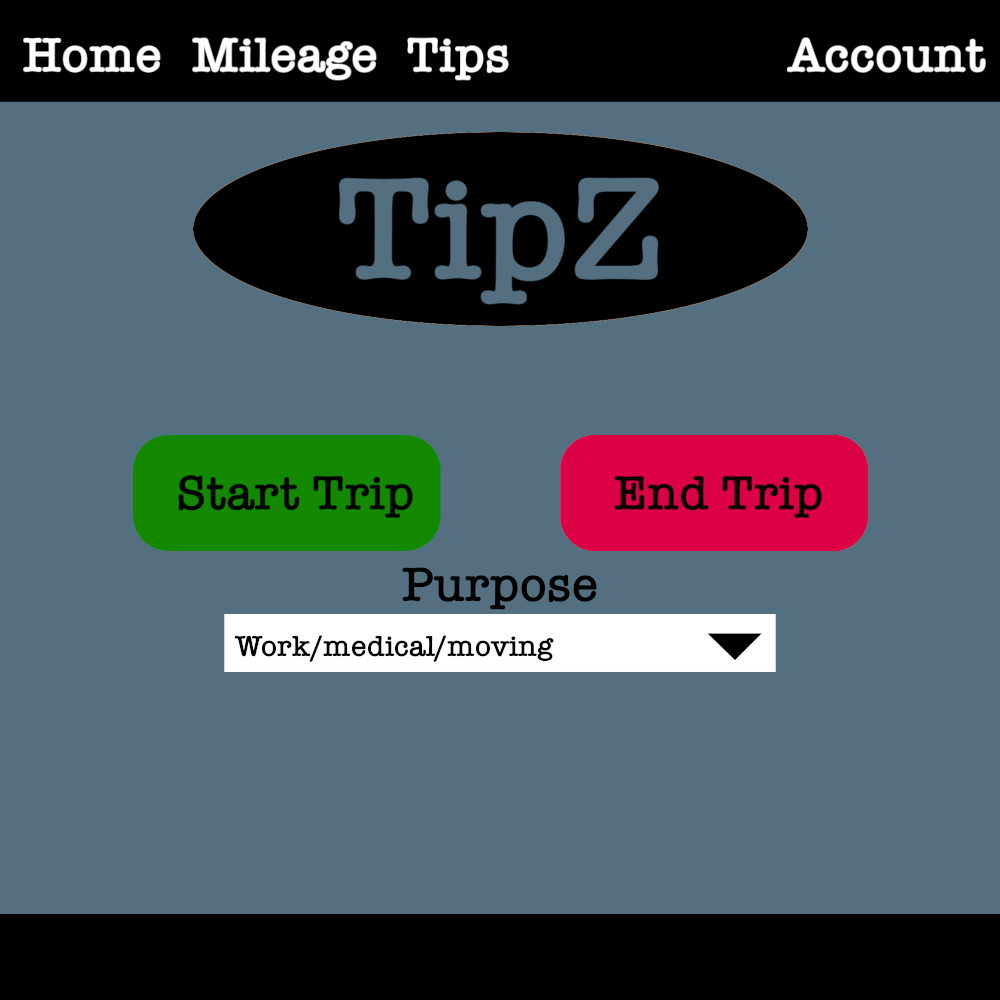 Home Mileage Tips Account
TipZ
Start Trip End Trip
Purpose
Work/medical/moving